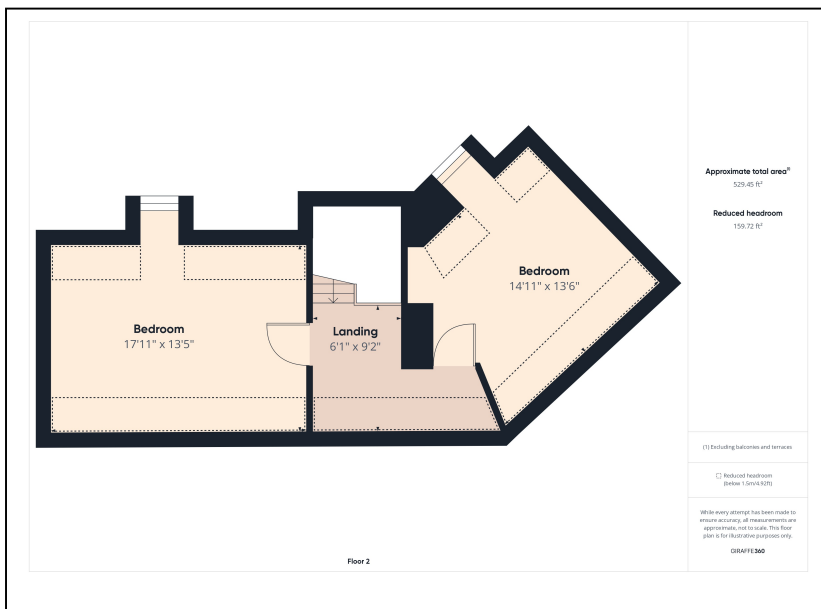 Approximate total area(1)
529.45 ft²
Reduced headroom
159.72 ft²
Bedroom
14'11" x 13'6"
Bedroom
17'11" x 13'5"
Landing
6'1" x 9'2"
(1) Excluding balconies and terraces
Reduced headroom
(below 1.5m/4.92ft)
While every attempt has been made to
ensure accuracy, all measurements are
approximate, not to scale. This floor
plan is for illustrative purposes only.
GIRAFFE360
Floor 2